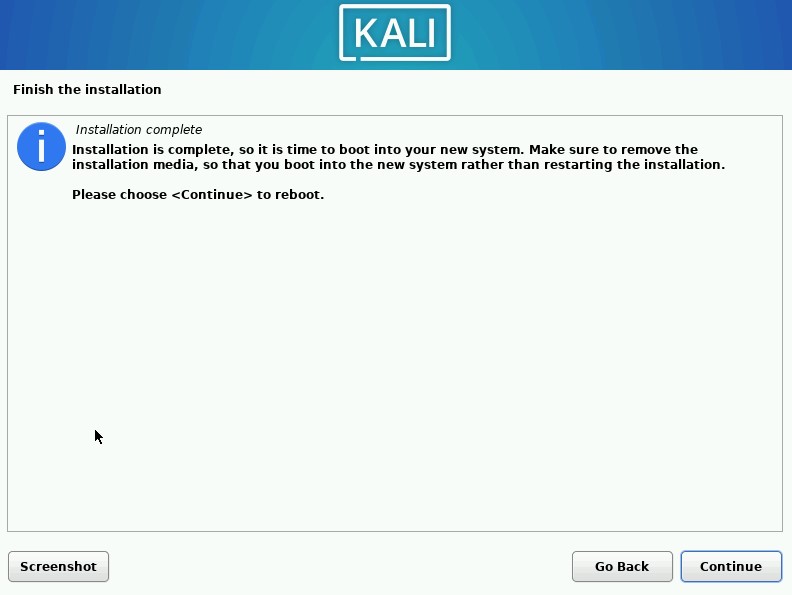 KALI
Finish the installation
Installation complete
Installation is complete, so it is time to boot into your new system. Make sure to remove the
installation media, so that you boot into the new system rather than restarting the installation.
Please choose <Continue> to reboot.
Screenshot
Go Back
Continue